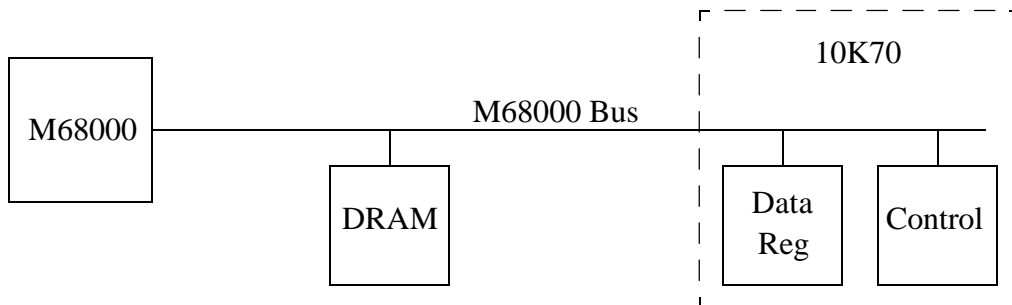 10K70
M68000
M68000 Bus
DRAM
Data
Reg
Control